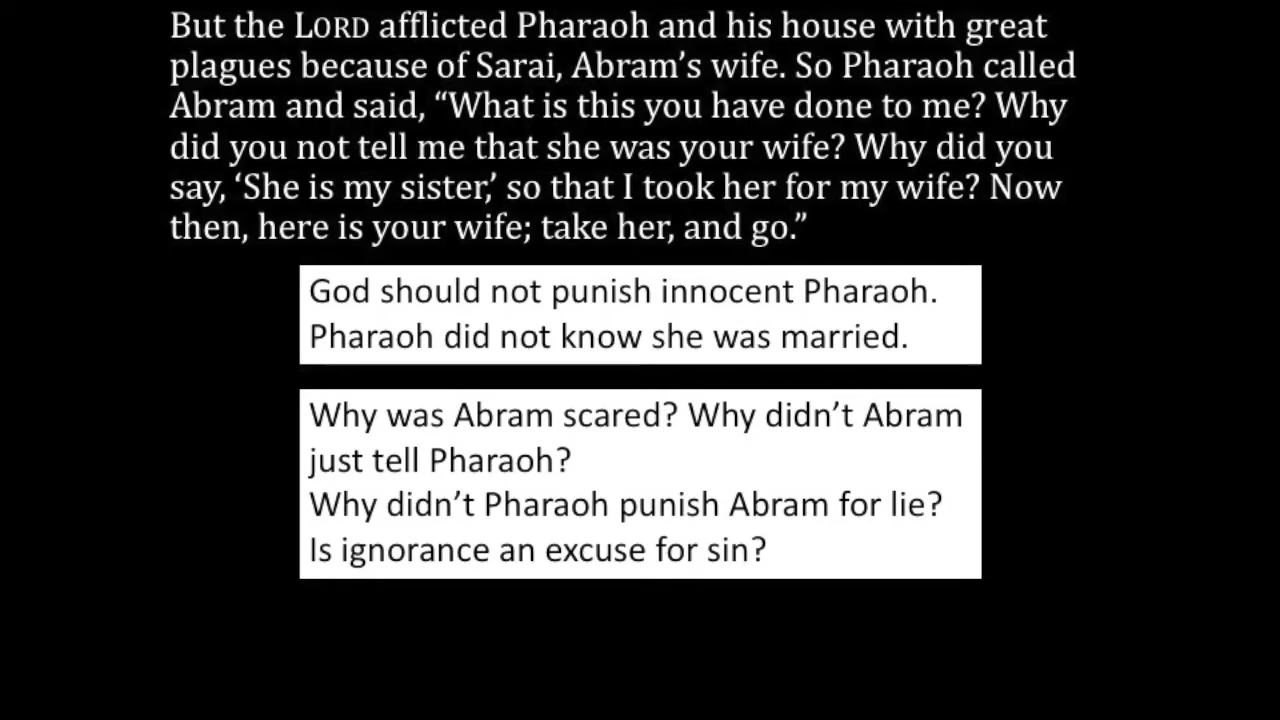 But the LORD afflicted Pharaoh and his house with great
plagues because of Sarai, Abram’s wife. So Pharaoh called
Abram and said, “What is this you have done to me? Why
did you not tell me that she was your wife? Why did you
say, ‘She is my sister,’ so that I took her for my wife? Now
then, here is your wife; take her, and go.”
God should not punish innocent Pharaoh.
Pharaoh did not know she was married.
Why was Abram scared? Why didn’t Abram
just tell Pharaoh?
Why didn’t Pharaoh punish Abram for lie?
Is ignorance an excuse for sin?